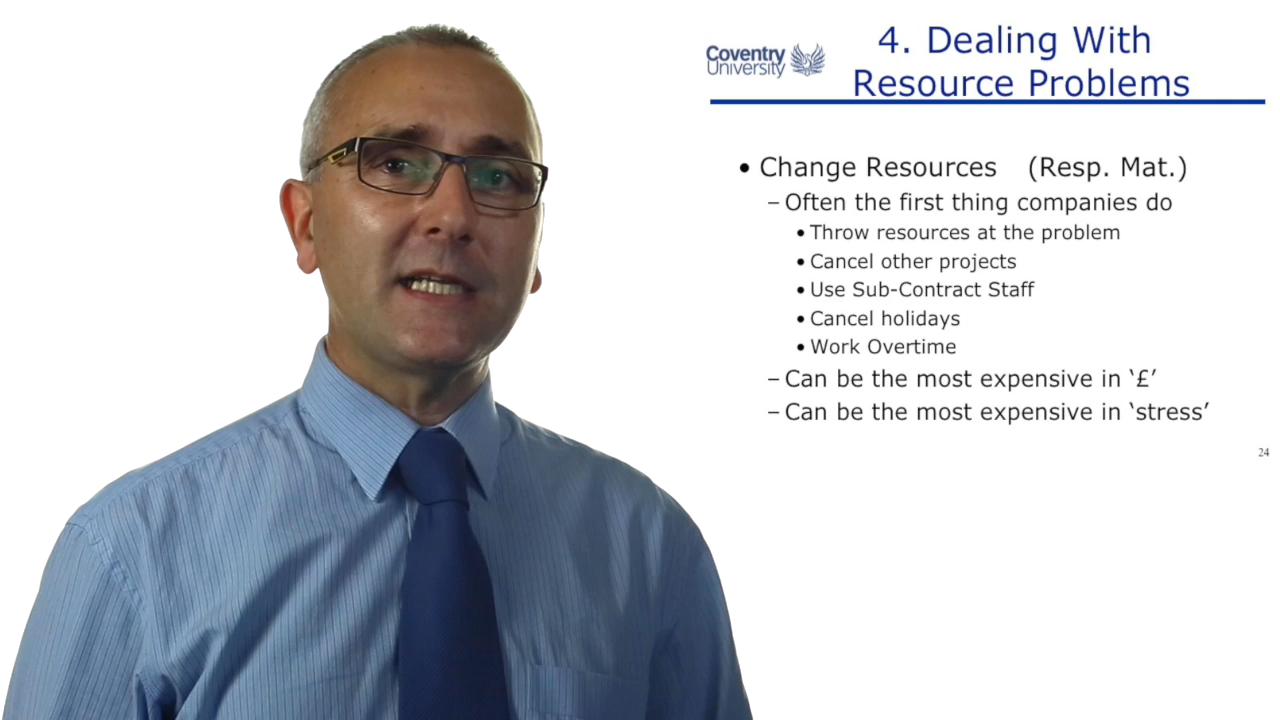 Coventry
University
4. Dealing With
Resource Problems
• Change Resources (Resp. Mat.)
– Often the first thing companies do
• Throw resources at the problem
• Cancel other projects
• Use Sub-Contract Staff
• Cancel holidays
• Work Overtime
– Can be the most expensive in ‘£’
– Can be the most expensive in ‘stress’
24